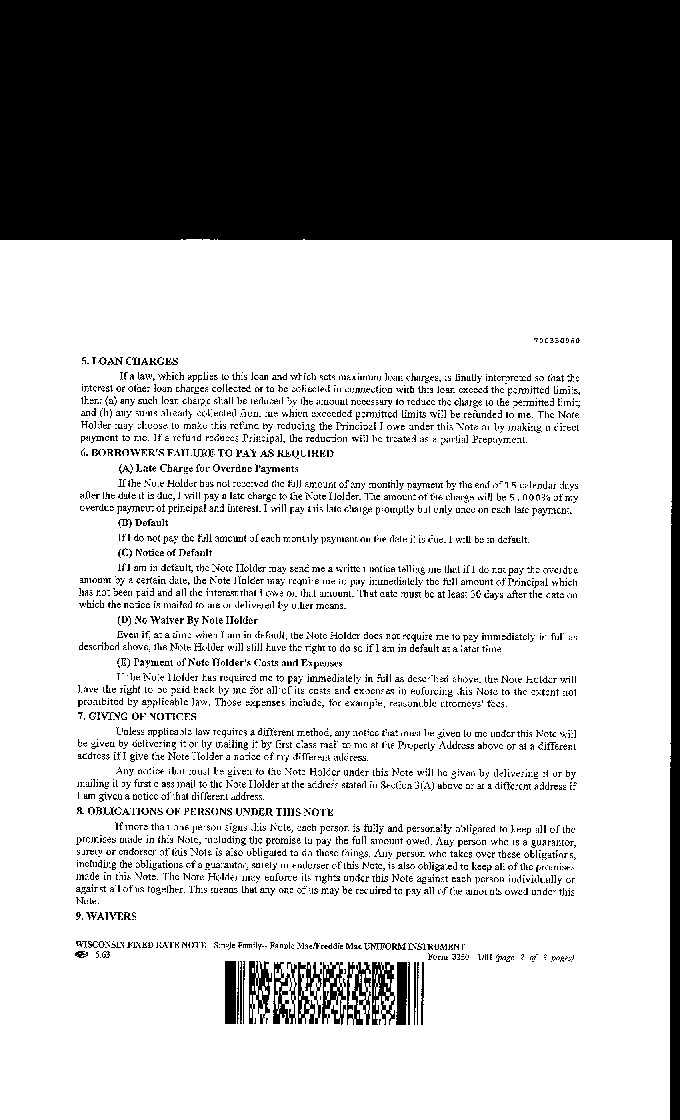 5. LOAN CHARGES
If a law, which applies to this loan and which sets maximum loan charges, is finally interpreted so that the
interest or other loan charges collected or to be collected in connection with this loan exceed the permitted limits,
then: (a) any such loan charge shall be reduced by the amount necessary to reduce the charge to the permitted limit;
and (b) any sums already collected from me which exceeded permitted limits will be refunded to me. The Note
Holder may choose to make this refund by reducing the Principal I owe under this Note or by making a direct
payment to me. If a refund reduces Principal, the reduction will be treated as a partial Prepayment.
6. BORROWER'S FAILURE TO PAY AS REQUIRED
(A) Late Charge for Overdue Payments
If the Note Holder has not received the full amount of any monthly payment by the end of 15 calendar days
after the date it is due, I will pay a late charge to the Note Holder. The amount of the charge will be 5.000% of my
overdue payment of principal and interest. I will pay this late charge promptly but only once on each late payment.
(B) Default
If I do not pay the full amount of each monthly payment on the date it is due, I will be in default.
(C) Notice of Default
If I am in default, the Note Holder may send me a written notice telling me that if I do not pay the overdue
amount by a certain date, the Note Holder may require me to pay immediately the full amount of Principal which
has not been paid and all the interest that I owe on that amount. That date must be at least 30 days after the date on
which the notice is mailed to me or delivered by other means.
(D) No Waiver By Note Holder
Even if, at a time when I am in default, the Note Holder does not require me to pay immediately in full as
described above, the Note Holder will still have the right to do so if I am in default at a later time.
(E) Payment of Note Holder's Costs and Expenses
If the Note Holder has required me to pay immediately in full as described above, the Note Holder will
have the right to be paid back by me for all of its costs and expenses in enforcing this Note to the extent not
prohibited by applicable law. Those expenses include, for example, reasonable attorneys' fees.
7. GIVING OF NOTICES
Unless applicable law requires a different method, any notice that must be given to me under this Note will
be given by delivering it or by mailing it by first class mail to me at the Property Address above or at a different
address if I give the Note Holder a notice of my different address.
Any notice that must be given to the Note Holder under this Note will be given by delivering it or by
mailing it by first class mail to the Note Holder at the address stated in Section 3(A) above or at a different address if
I am given a notice of that different address.
8. OBLIGATIONS OF PERSONS UNDER THIS NOTE
If more than one person signs this Note, each person is fully and personally obligated to keep all of the
promises made in this Note, including the promise to pay the full amount owed. Any person who is a guarantor,
surety or endorser of this Note is also obligated to do these things. Any person who takes over these obligations,
including the obligations of a guarantor, surety or endorser of this Note, is also obligated to keep all of the promises
made in this Note. The Note Holder may enforce its rights under this Note against each person individually or
against all of us together. This means that any one of us may be required to pay all of the amounts owed under this
Note.
9. WAIVERS
WISCONSIN FIXED RATE NOTE Single Family-- Fannie Mae/Freddie Mac UNIFORM INSTRUMENT
5.63 Form 3250 1/01 (page 2 of 3 pages)